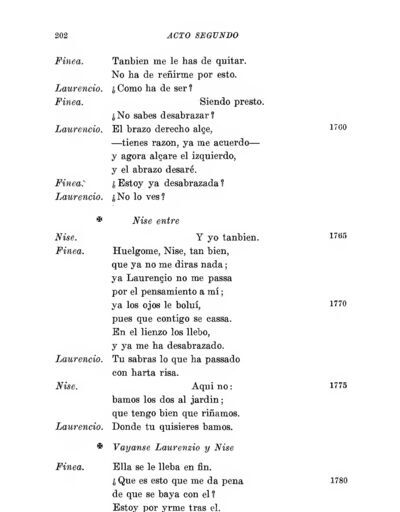 202 ACTO SEGUNDO
Finea. Tanbien me le has de quitar.
No ha de reñirme por esto.
Laurencio. ¿Como ha de ser?
Finea. Siendo presto.
¿No sabes desabrazar?
Laurencio. El brazo derecho alçe, 1760
—tienes razon, ya me acuerdo—
y agora alçare el izquierdo,
y el abrazo desaré.
Finea. ¿Estoy ya desabrazada?
Laurencio. ¿No lo ves?
✠ Nise entre
Nise. Y yo tanbien. 1765
Finea. Huelgome, Nise, tan bien,
que ya no me diras nada;
ya Laurençio no me passa
por el pensamiento a mí;
ya los ojos le boluí, 1770
pues que contigo se cassa.
En el lienzo los llebo,
y ya me ha desabrazado.
Laurencio. Tu sabras lo que ha passado
con harta risa.
Nise. Aqui no: 1775
bamos los dos al jardin;
que tengo bien que riñamos.
Laurencio. Donde tu quisieres bamos.
✠ Vayanse Laurenzio y Nise
Finea. Ella se le lleba en fin.
¿Que es esto que me da pena 1780
de que se baya con el?
Estoy por yrme tras el.